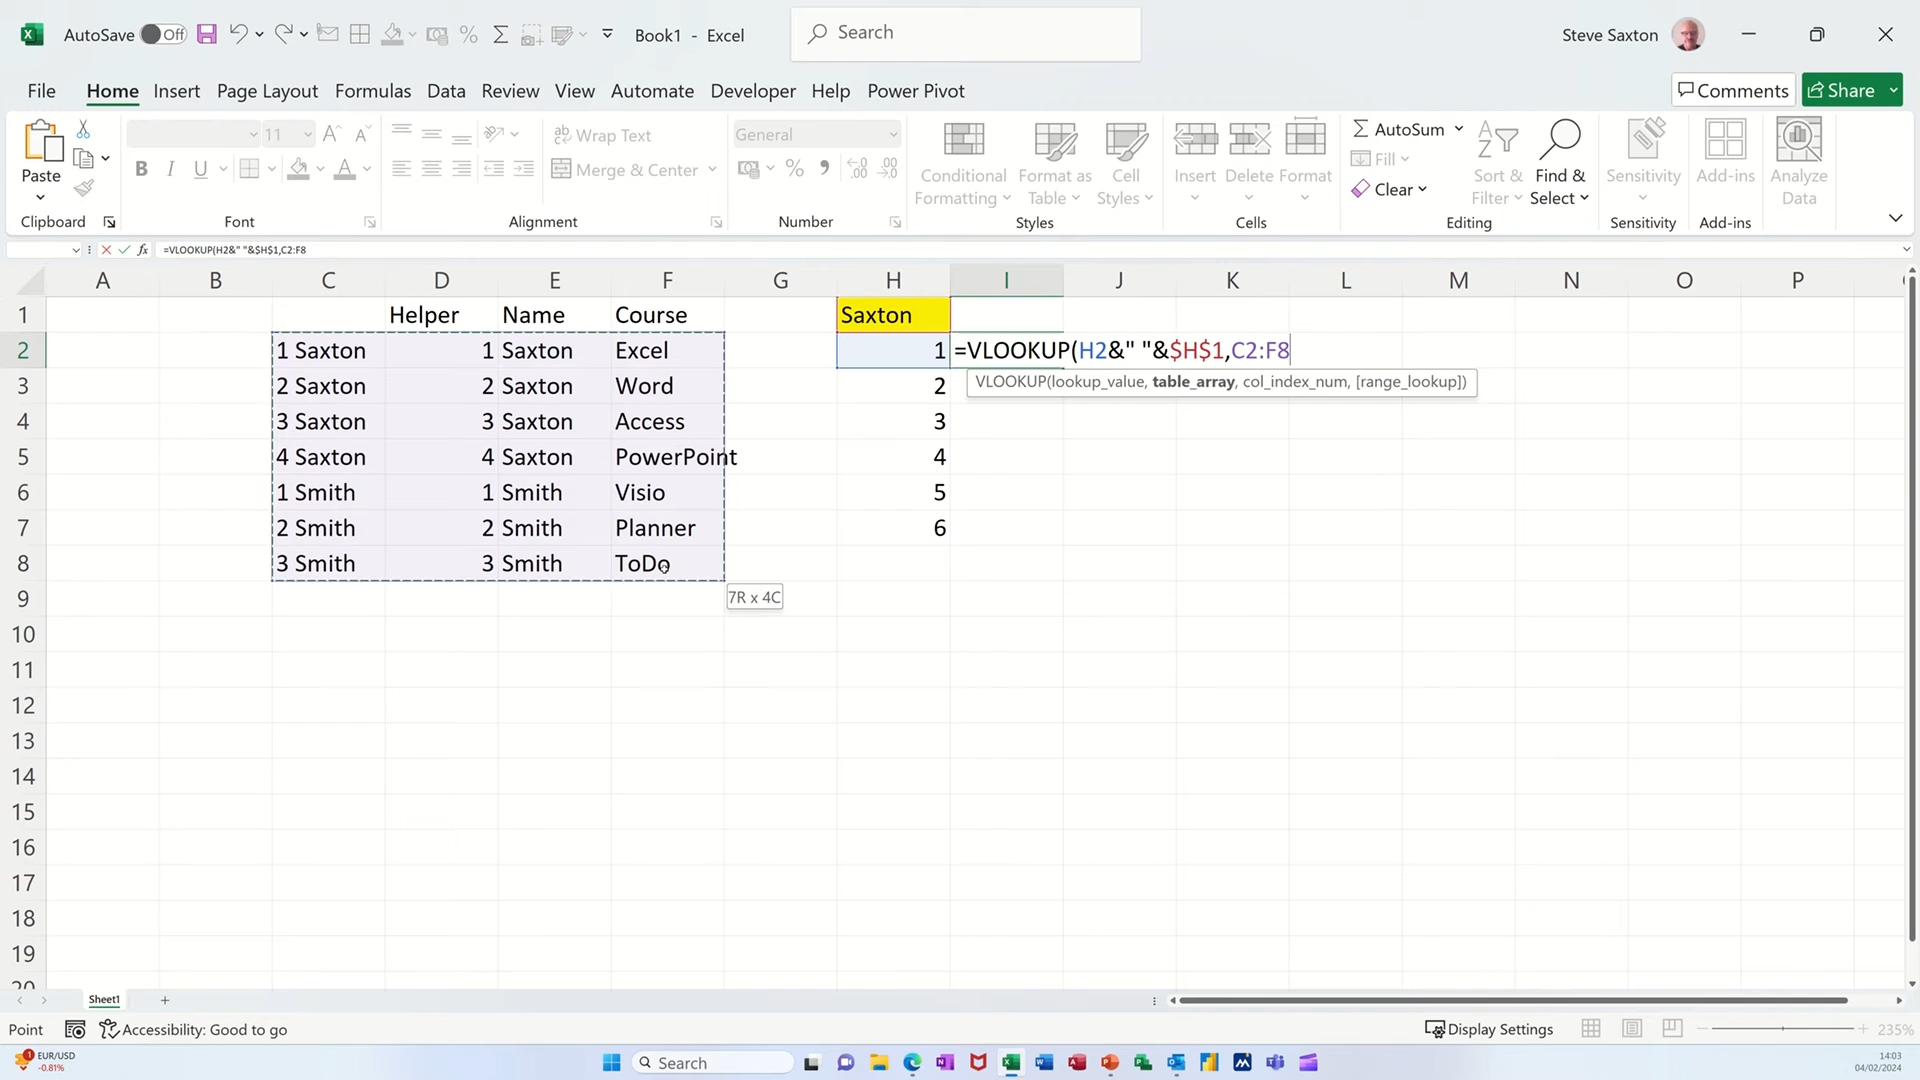 AutoSave Off Book1 - Excel Search Steve Saxton
File Home Insert Page Layout Formulas Data Review View Automate Developer Help Power Pivot Comments Share
Paste 11 Wrap Text General AutoSum
B I U Merge & Center Fill
Clear
Conditional Formatting Format as Table Cell Styles Insert Delete Format Sort & Filter Find & Select Sensitivity Add-ins Analyze Data
Clipboard Font Alignment Number Styles Cells Editing Sensitivity Add-ins
=VLOOKUP(H2&" "&$H$1,C2:F8
A B C D E F G H I J K L M N O P
1 Helper Name Course Saxton
2 1 Saxton 1 Saxton Excel 1 =VLOOKUP(H2&" "&$H$1,C2:F8
3 2 Saxton 2 Saxton Word 2 VLOOKUP(lookup_value, table_array, col_index_num, [range_lookup])
4 3 Saxton 3 Saxton Access 3
5 4 Saxton 4 Saxton PowerPoint 4
6 1 Smith 1 Smith Visio 5
7 2 Smith 2 Smith Planner 6
8 3 Smith 3 Smith ToDo
9 7R x 4C
10
11
12
13
14
15
16
17
18
19
20
Sheet1
Point Accessibility: Good to go Display Settings 235%
EUR/USD Search 14:03
-0.81% 04/02/2024